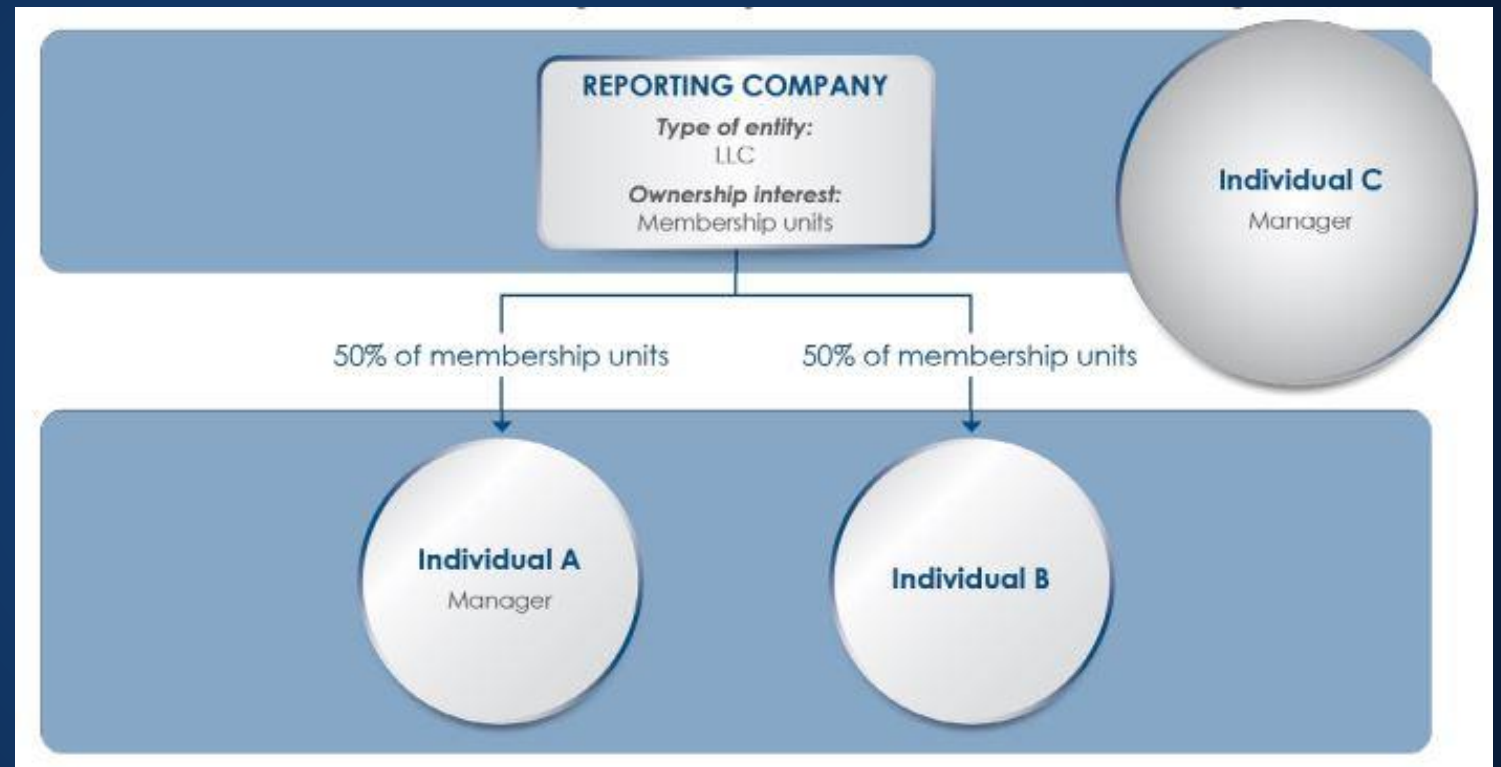 REPORTING COMPANY
Type of entity:
LLC
Ownership interest:
Membership units
Individual C
Manager
50% of membership units
50% of membership units
Individual A
Manager
Individual B